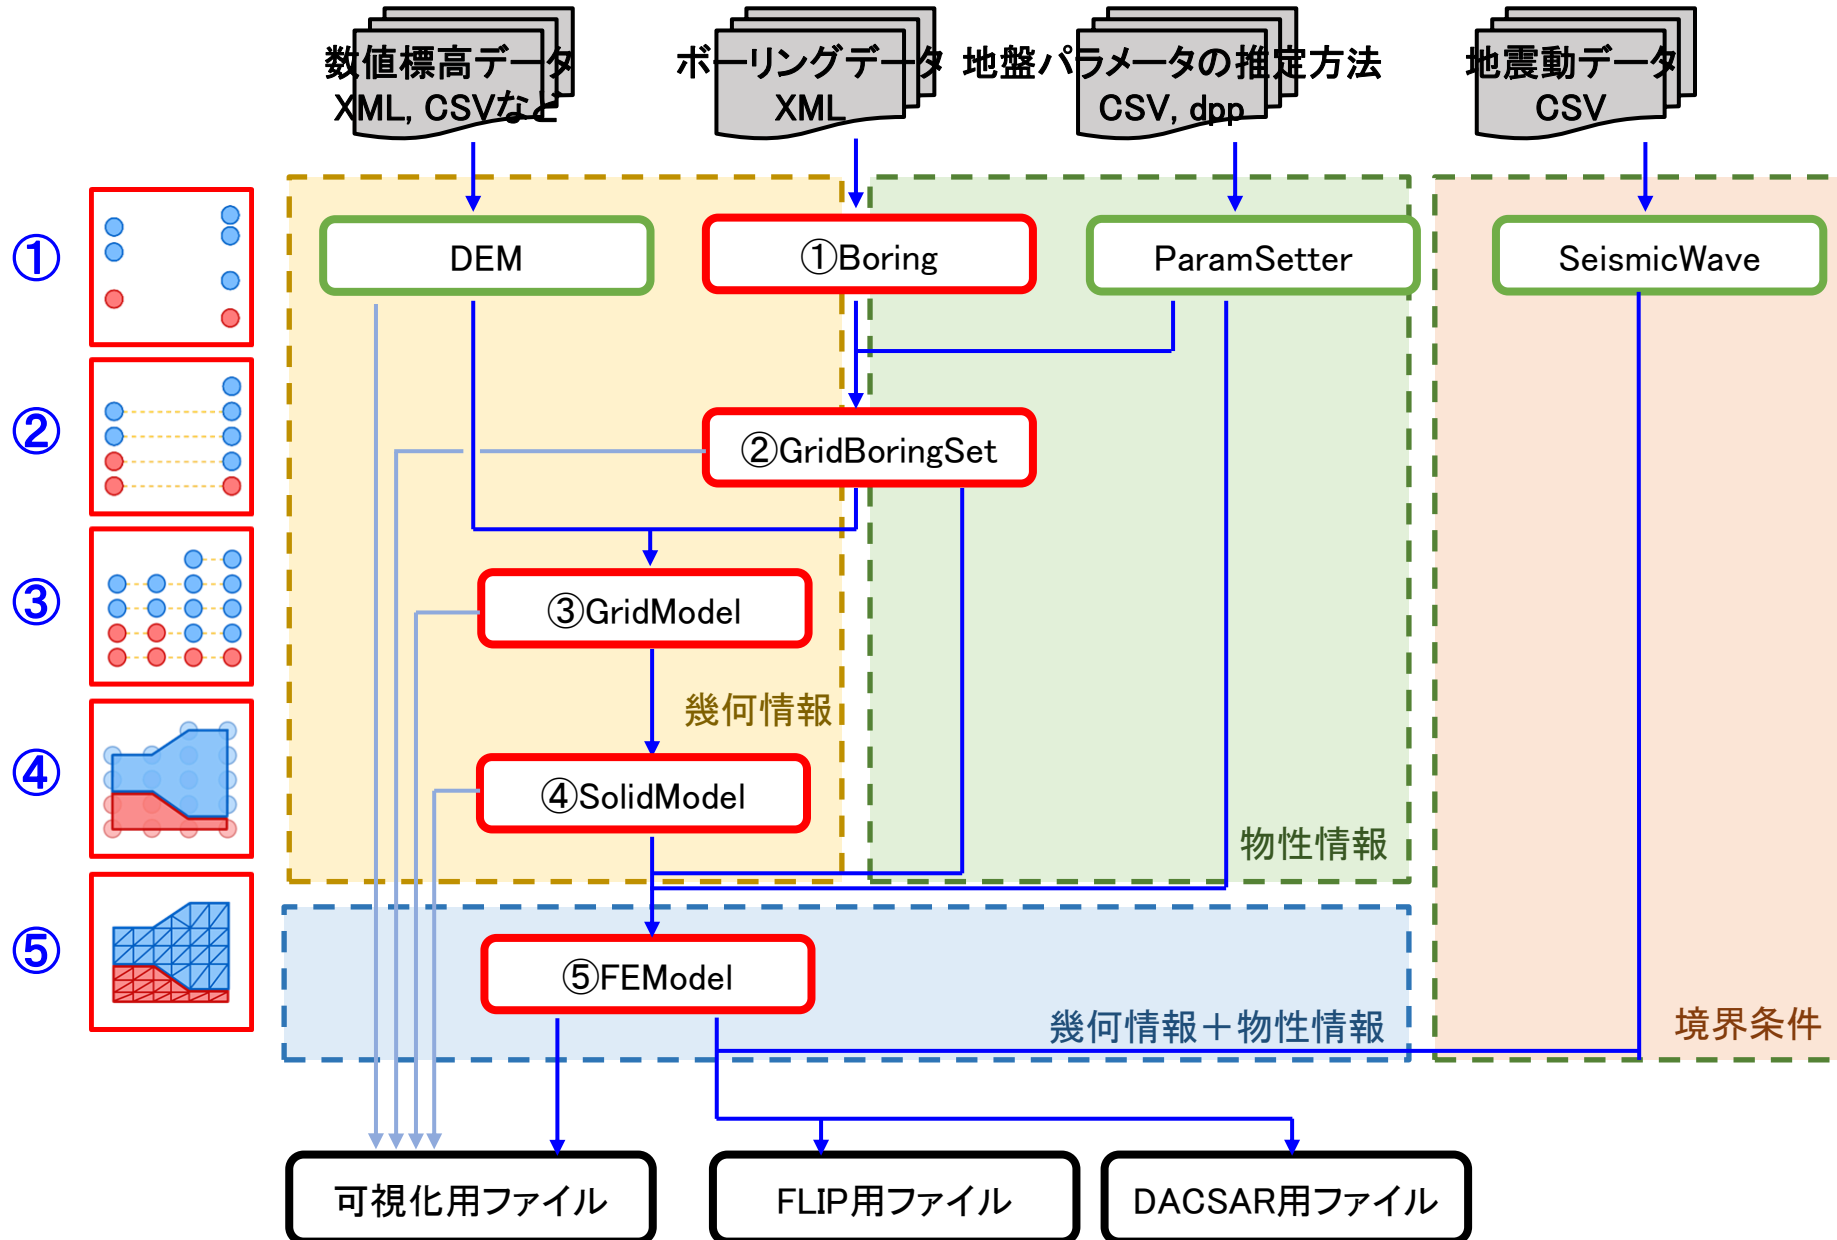 数値標高データ
XML, CSVなど
ボーリングデータ
XML
地盤パラメータの推定方法
CSV, dpp
地震動データ
CSV
①
DEM
①Boring
ParamSetter
SeismicWave
②
②GridBoringSet
③
③GridModel
幾何情報
④
④SolidModel
物性情報
⑤
⑤FEModel
幾何情報＋物性情報
境界条件
可視化用ファイル
FLIP用ファイル
DACSAR用ファイル